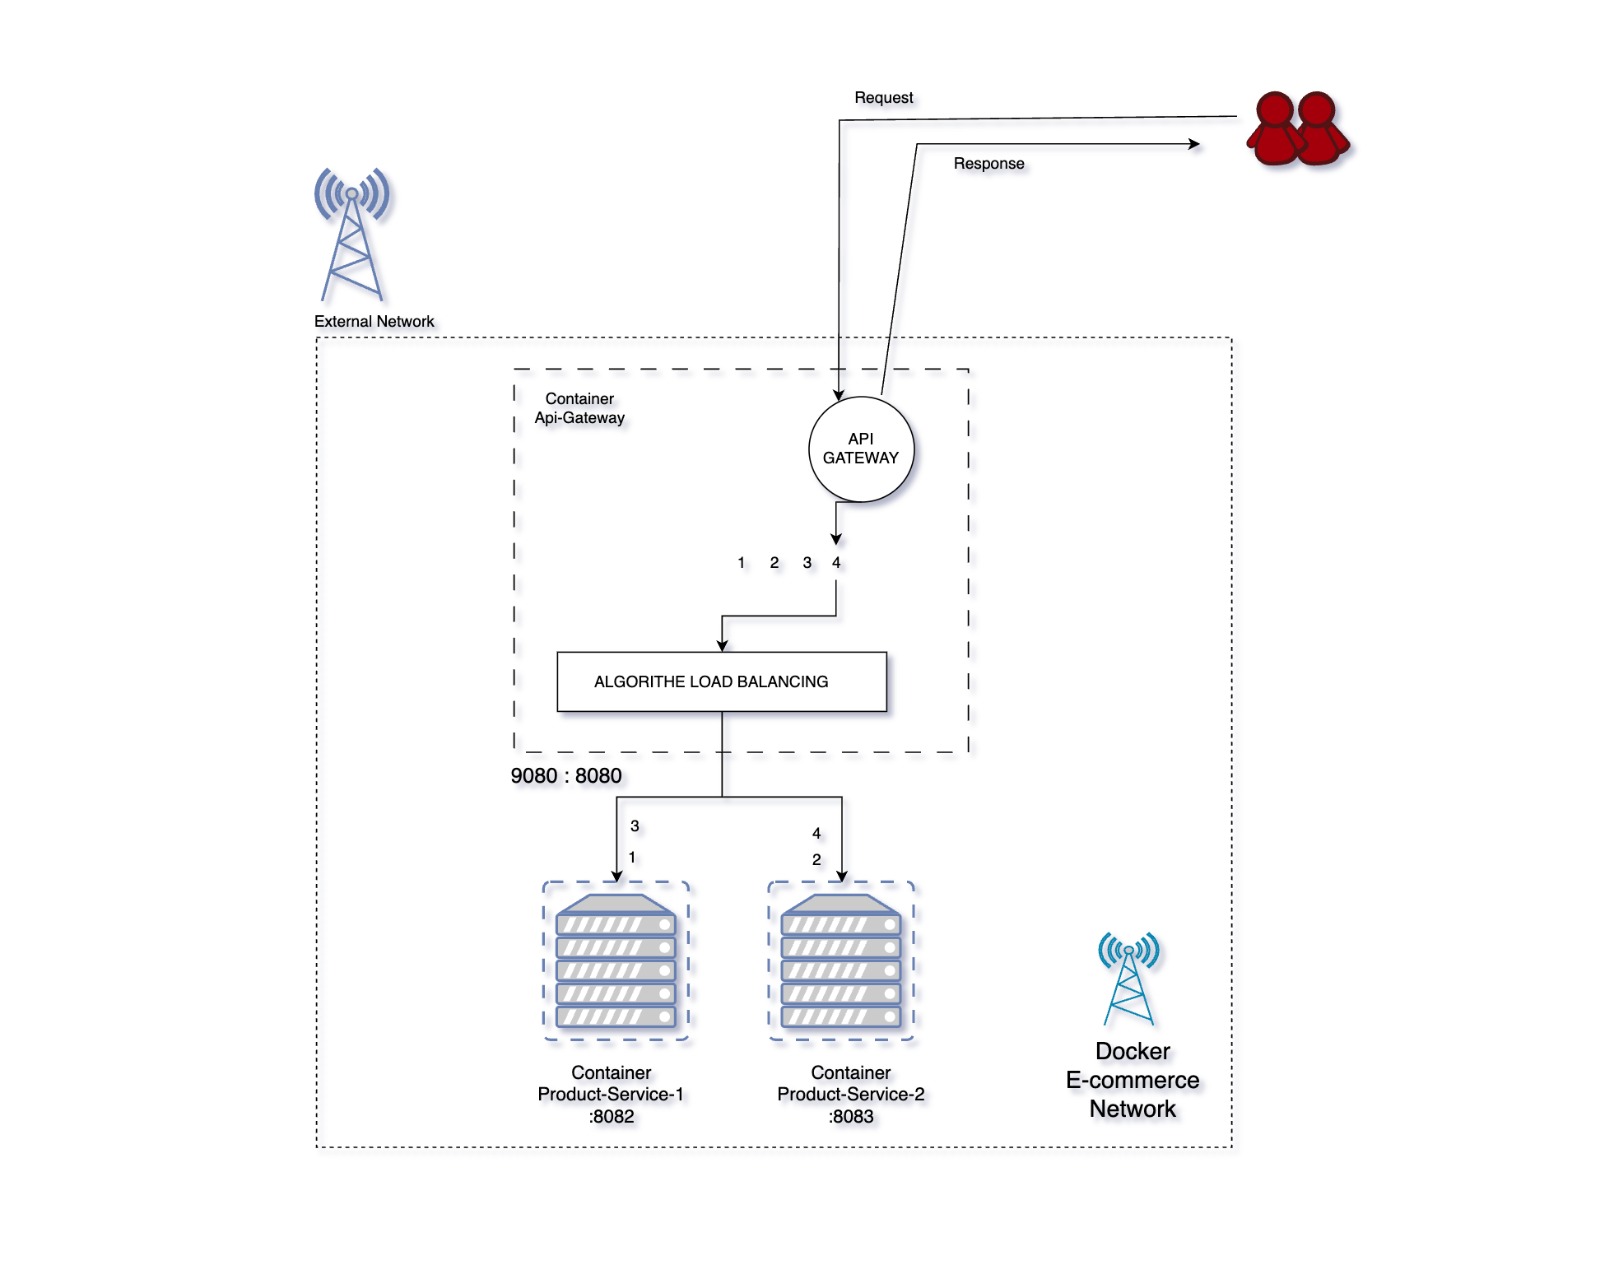 Request
Response
External Network
Container
Api-Gateway
API
GATEWAY
1 2 3 4
ALGORITHE LOAD BALANCING
9080 : 8080
3
1
4
2
Container
Product-Service-1
:8082
Container
Product-Service-2
:8083
Docker
E-commerce
Network